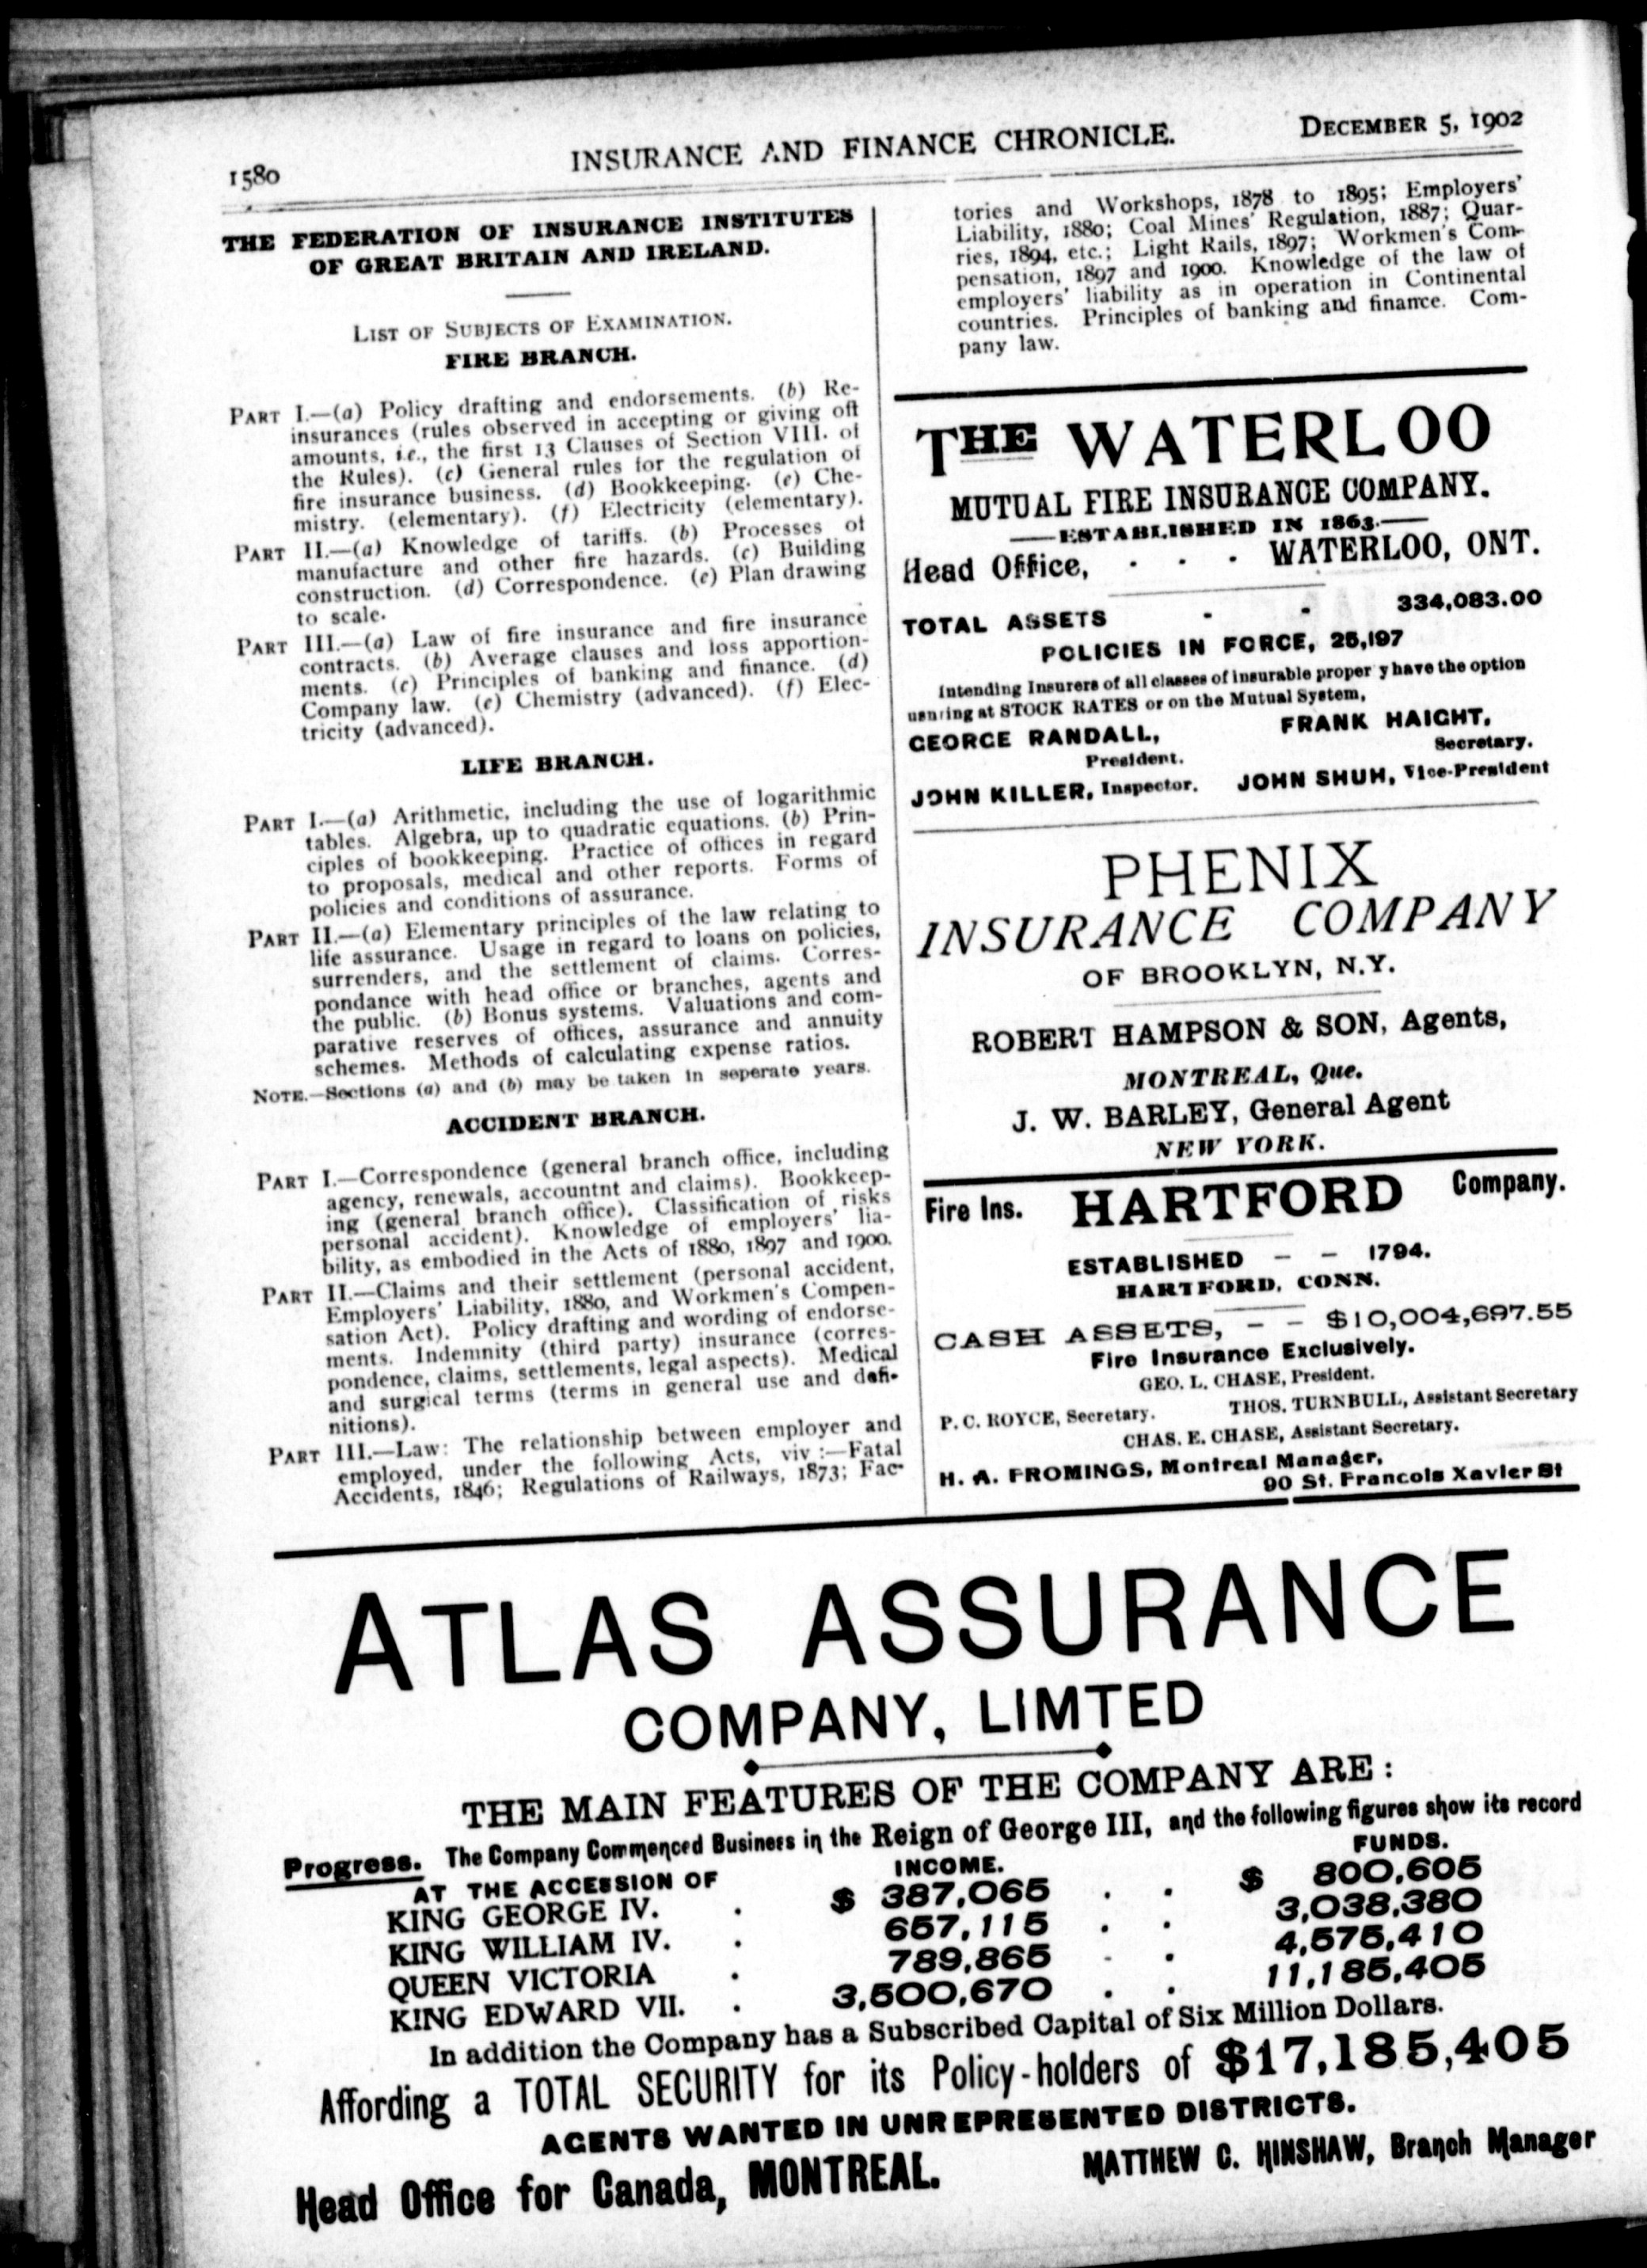 1580
INSURANCE AND FINANCE CHRONICLE.
DECEMBER 5, 1902
THE FEDERATION OF INSURANCE INSTITUTES
OF GREAT BRITAIN AND IRELAND.
LIST OF SUBJECTS OF EXAMINATION.
FIRE BRANCH.
PART I.—(a) Policy drafting and endorsements. (b) Re-
insurances (rules observed in accepting or giving off
amounts, i.e., the first 13 Clauses of Section VIII. of
the Rules). (c) General rules for the regulation of
fire insurance business. (d) Bookkeeping. (e) Che-
mistry. (elementary). (f) Electricity (elementary).
PART II.—(a) Knowledge of tariffs. (b) Processes of
manufacture and other fire hazards. (c) Building
construction. (d) Correspondence. (e) Plan drawing
to scale.
PART III.—(a) Law of fire insurance and fire insurance
contracts. (b) Average clauses and loss apportion-
ments. (c) Principles of banking and finance. (d)
Company law. (e) Chemistry (advanced). (f) Elec-
tricity (advanced).
LIFE BRANCH.
PART I.—(a) Arithmetic, including the use of logarithmic
tables. Algebra, up to quadratic equations. (b) Prin-
ciples of bookkeeping. Practice of offices in regard
to proposals, medical and other reports. Forms of
policies and conditions of assurance.
PART II.—(a) Elementary principles of the law relating to
life assurance. Usage in regard to loans on policies,
surrenders, and the settlement of claims. Corres-
pondance with head office or branches, agents and
the public. (b) Bonus systems. Valuations and com-
parative reserves of offices, assurance and annuity
schemes. Methods of calculating expense ratios.
NOTE.—Sections (a) and (b) may be taken in seperate years.
ACCIDENT BRANCH.
PART I.—Correspondence (general branch office, including
agency, renewals, accountnt and claims). Bookkeep-
ing (general branch office). Classification of risks
personal accident). Knowledge of employers' lia-
bility, as embodied in the Acts of 1880, 1897 and 1900.
PART II.—Claims and their settlement (personal accident,
Employers' Liability, 1880, and Workmen's Compen-
sation Act). Policy drafting and wording of endorse-
ments. Indemnity (third party) insurance (corres-
pondence, claims, settlements, legal aspects). Medical
and surgical terms (terms in general use and defi-
nitions).
PART III.—Law: The relationship between employer and
employed, under the following Acts, viv :—Fatal
Accidents, 1846; Regulations of Railways, 1873; Fac-
tories and Workshops, 1878 to 1895; Employers'
Liability, 1880; Coal Mines' Regulation, 1887; Quar-
ries, 1894, etc.; Light Rails, 1897; Workmen's Com-
pensation, 1897 and 1900. Knowledge of the law of
employers' liability as in operation in Continental
countries. Principles of banking and finance. Com-
pany law.
THE WATERLOO
MUTUAL FIRE INSURANCE COMPANY.
—ESTABLISHED IN 1863.—
Head Office, - - - WATERLOO, ONT.
TOTAL ASSETS - - 334,083.00
POLICIES IN FORCE, 25,197
Intending Insurers of all classes of insurable proper y have the option
usnring at STOCK RATES or on the Mutual System,
GEORGE RANDALL,
President.
FRANK HAIGHT,
Secretary.
JOHN KILLER, Inspector. JOHN SHUH, Vice-President
PHENIX
INSURANCE COMPANY
OF BROOKLYN, N.Y.
ROBERT HAMPSON & SON, Agents,
MONTREAL, Que.
J. W. BARLEY, General Agent
NEW YORK.
Fire Ins. HARTFORD Company.
ESTABLISHED - - 1794.
HARTFORD, CONN.
CASH ASSETS, - - $10,004,697.55
Fire Insurance Exclusively.
GEO. L. CHASE, President.
P. C. ROYCE, Secretary. THOS. TURNBULL, Assistant Secretary
CHAS. E. CHASE, Assistant Secretary.
H. A. FROMINGS, Montreal Manager,
90 St. Francois Xavier St
ATLAS ASSURANCE
COMPANY, LIMTED
THE MAIN FEATURES OF THE COMPANY ARE :
Progress. The Company Commenced Business in the Reign of George III, and the following figures show its record
AT THE ACCESSION OF INCOME. FUNDS.
KING GEORGE IV. . $ 387,065 . . $ 800,605
KING WILLIAM IV. . 657,115 . . 3,038,380
QUEEN VICTORIA . 789,865 - . 4,575,410
KING EDWARD VII. . 3,500,670 . . 11,185,405
In addition the Company has a Subscribed Capital of Six Million Dollars.
Affording a TOTAL SECURITY for its Policy-holders of $17,185,405
AGENTS WANTED IN UNREPRESENTED DISTRICTS.
Head Office for Canada, MONTREAL. MATTHEW C. HINSHAW, Branch Manager